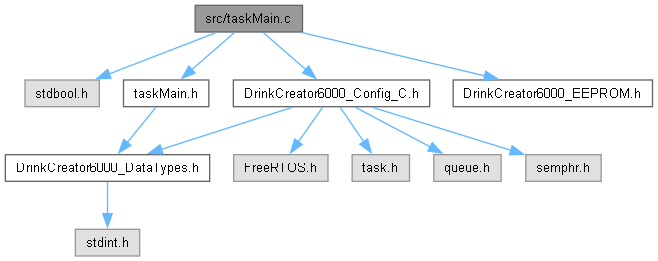 src/taskMain.c
stdbool.h
taskMain.h
DrinkCreator6000_Config_C.h
DrinkCreator6000_EEPROM.h
DrinkCreator6000_DataTypes.h
FreeRTOS.h
task.h
queue.h
semphr.h
stdint.h